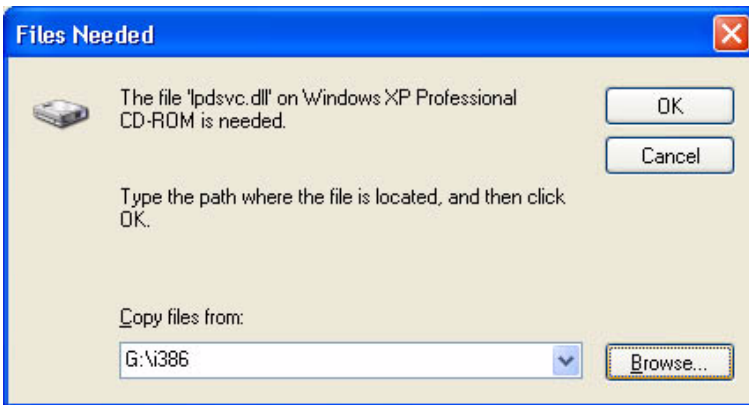 Files Needed
The file 'lpdsvc.dll' on Windows XP Professional
CD-ROM is needed.
OK
Cancel
Type the path where the file is located, and then click
OK.
Copy files from:
G:\i386
Browse...